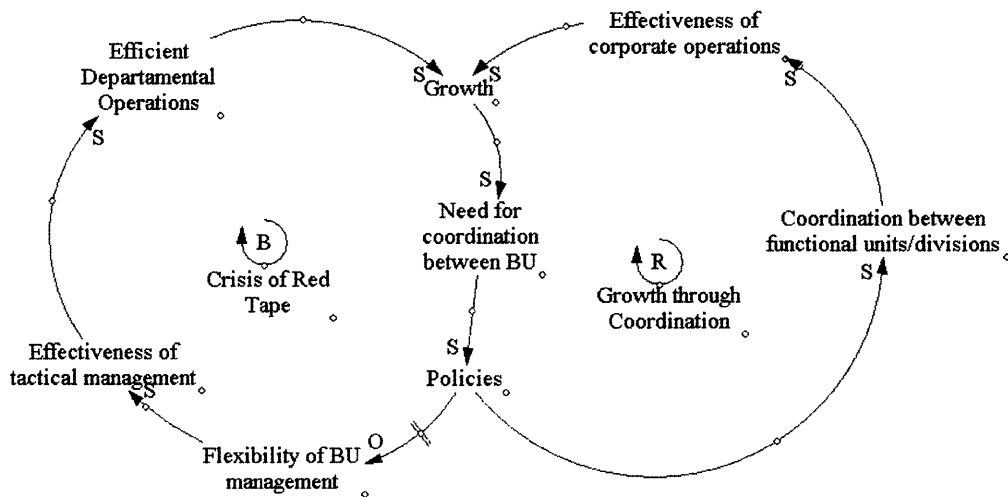 Effectiveness of
corporate operations
S
Efficient
Departamental
Operations
S
S
S
Growth
S
Need for
coordination
between BU
B
Crisis of Red
Tape
R
Growth through
Coordination
Coordination between
functional units/divisions
S
S
Policies
Effectiveness of
tactical management
S
O
Flexibility of BU
management